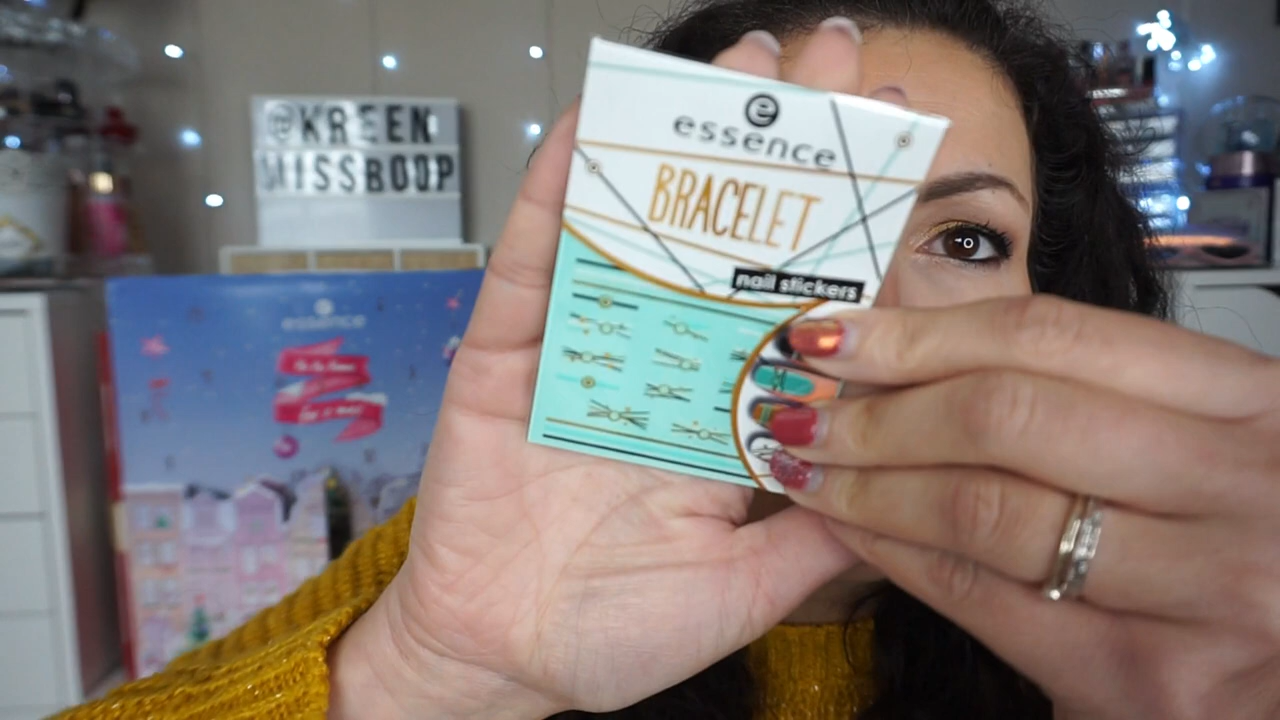 @KREEN
MISSBOOP
e
essence
BRACELET
nail stickers
essence